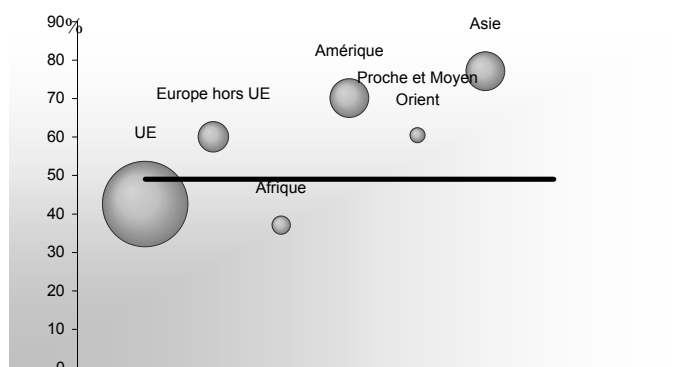 90
%
Asie
80
Amérique
70
Proche et Moyen
Orient
Europe hors UE
60
UE
50
Afrique
40
30
20
10
0